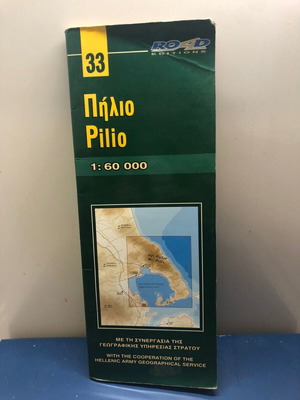 33
ROAD
EDITIONS
Πήλιο
Pilio
1:60 000
ΜΕ ΤΗ ΣΥΝΕΡΓΑΣΙΑ ΤΗΣ
ΓΕΩΓΡΑΦΙΚΗΣ ΥΠΗΡΕΣΙΑΣ ΣΤΡΑΤΟΥ
WITH THE COOPERATION OF THE
HELLENIC ARMY GEOGRAPHICAL SERVICE